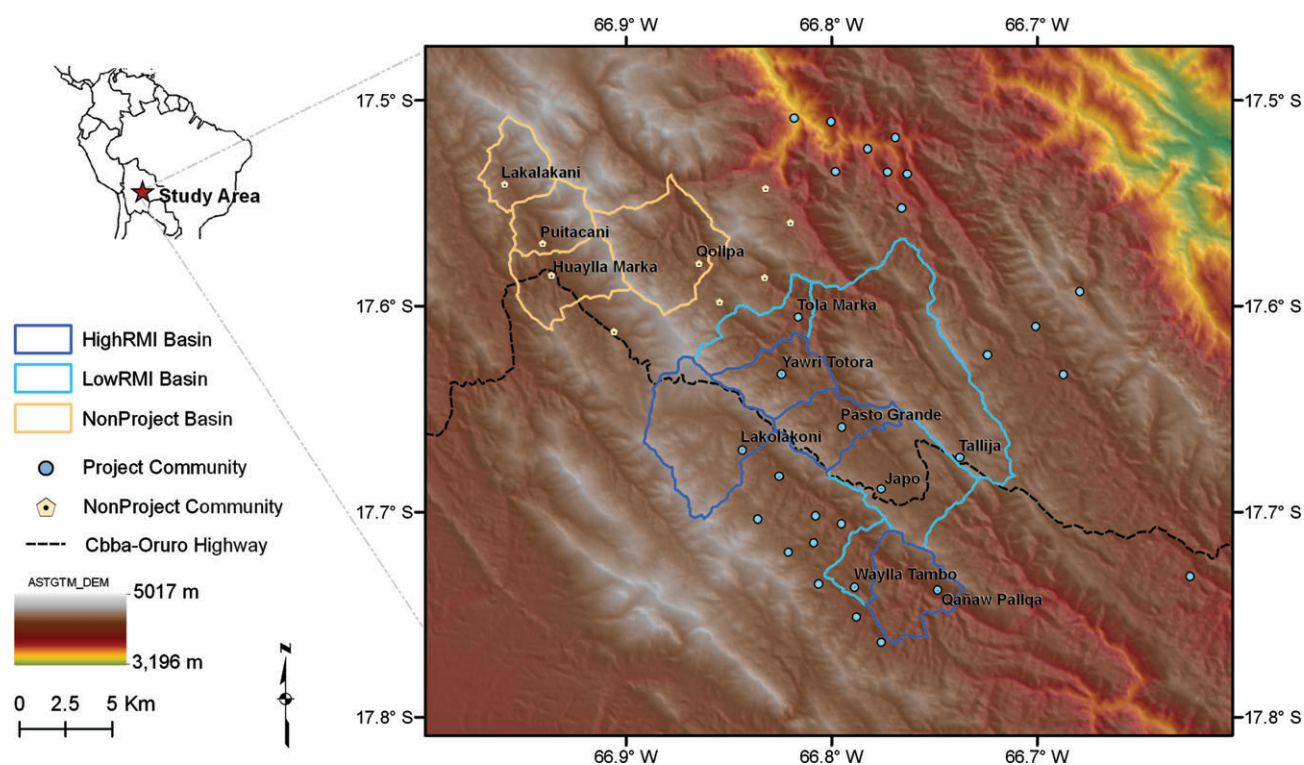 66.9° W
66.8° W
66.7° W
17.5° S
17.5° S
Lakalakani
Study Area
Puitacani
Qollpa
Huaylla Marka
17.6° S
17.6° S
Tola Marka
HighRMI Basin
Yawri Totora
LowRMI Basin
NonProject Basin
Pasto Grande
Lakolakoni
Tallija
Project Community
Japo
NonProject Community
17.7° S
17.7° S
Cbba-Oruro Highway
Waylla Tambo
ASTGTM_DEM
5017 m
Qañaw Pallqa
3,196 m
N
0 2.5 5 Km
17.8° S
17.8° S
66.9° W
66.8° W
66.7° W